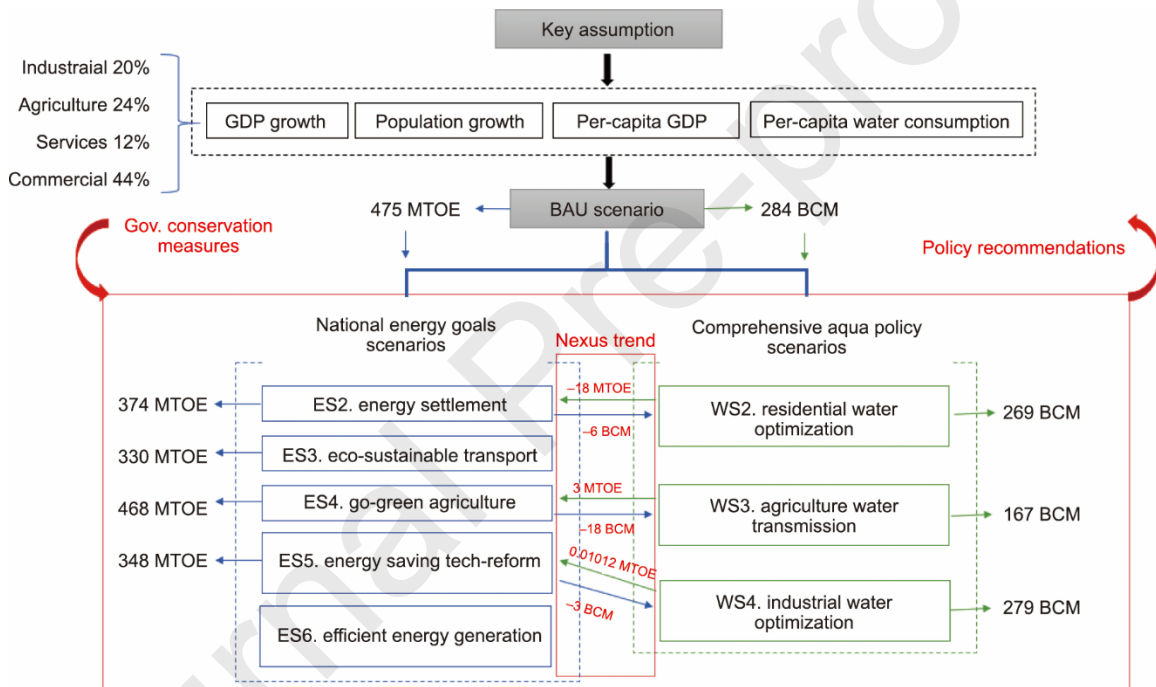 Key assumption
Industraial 20%
Agriculture 24%
Services 12%
Commercial 44%
GDP growth
Population growth
Per-capita GDP
Per-capita water consumption
475 MTOE
BAU scenario
284 BCM
Gov. conservation
measures
Policy recommendations
National energy goals
scenarios
Nexus trend
Comprehensive aqua policy
scenarios
374 MTOE
ES2. energy settlement
–18 MTOE
–6 BCM
WS2. residential water
optimization
269 BCM
330 MTOE
ES3. eco-sustainable transport
468 MTOE
ES4. go-green agriculture
3 MTOE
–18 BCM
WS3. agriculture water
transmission
167 BCM
348 MTOE
ES5. energy saving tech-reform
0.01012 MTOE
–3 BCM
WS4. industrial water
optimization
279 BCM
ES6. efficient energy generation
rnal Pre-pro